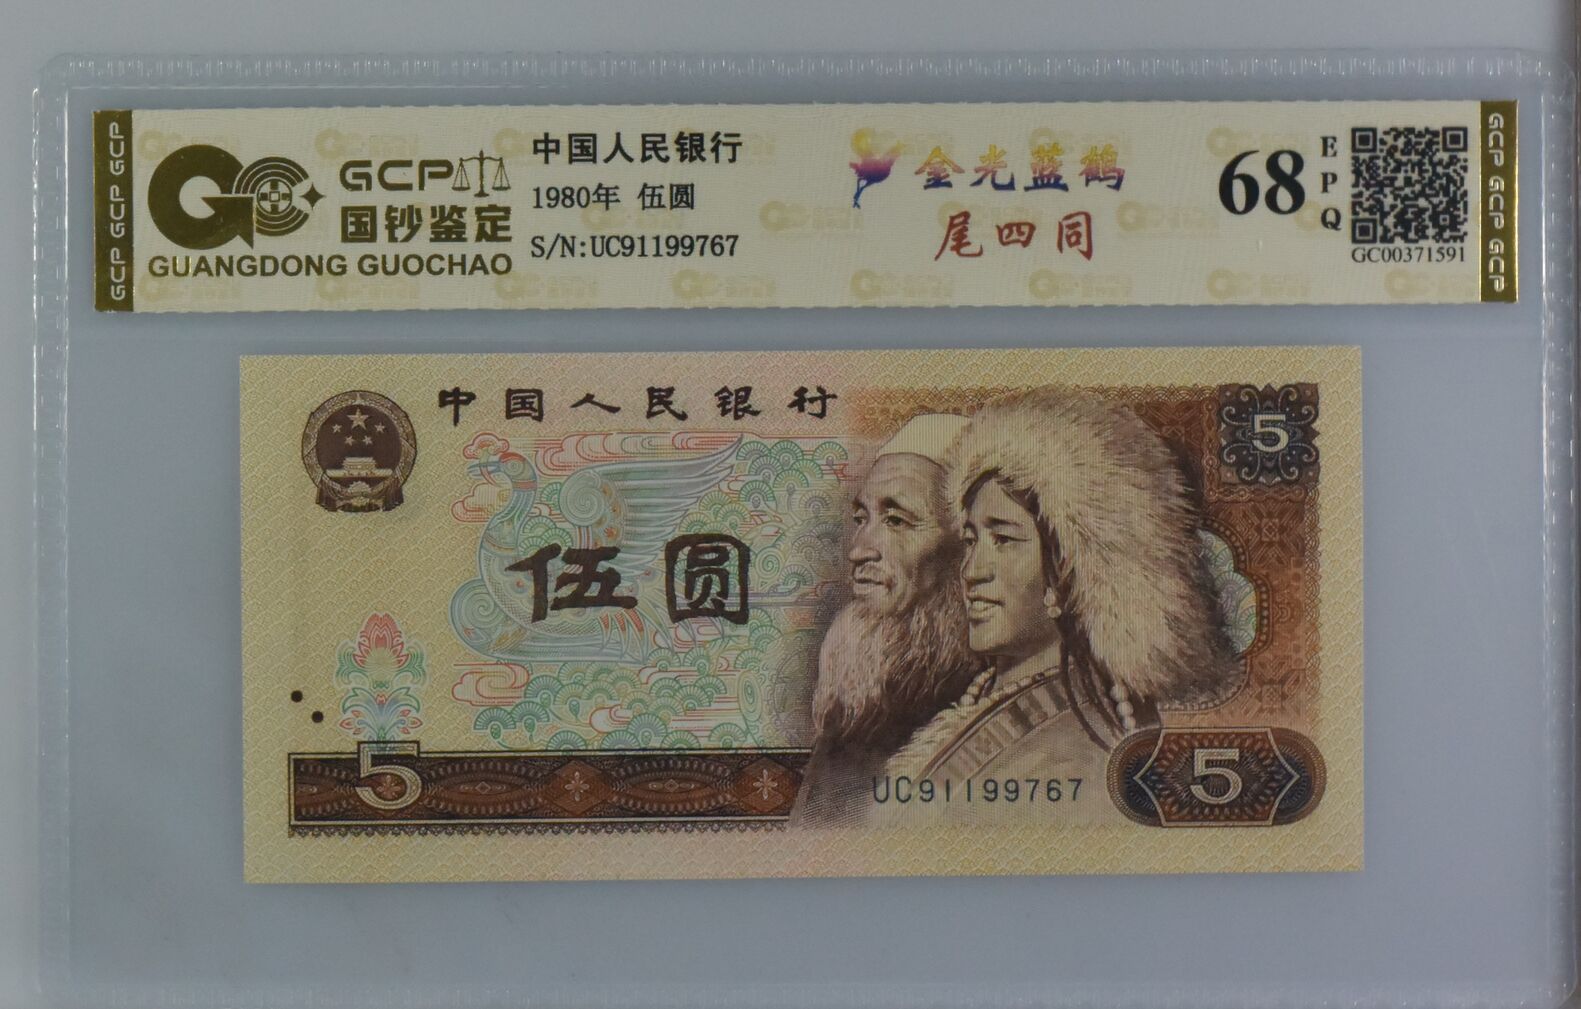 GCP GCP GCP
GCP
国钞鉴定
GUANGDONG GUOCHAO
中国人民银行
1980年 伍圆
S/N:UC91199767
金光蓝鹤
尾四同
68
EPQ
GC00371591
GCP GCP GCP
中国人民银行
5
伍圆
5
UC91199767
5